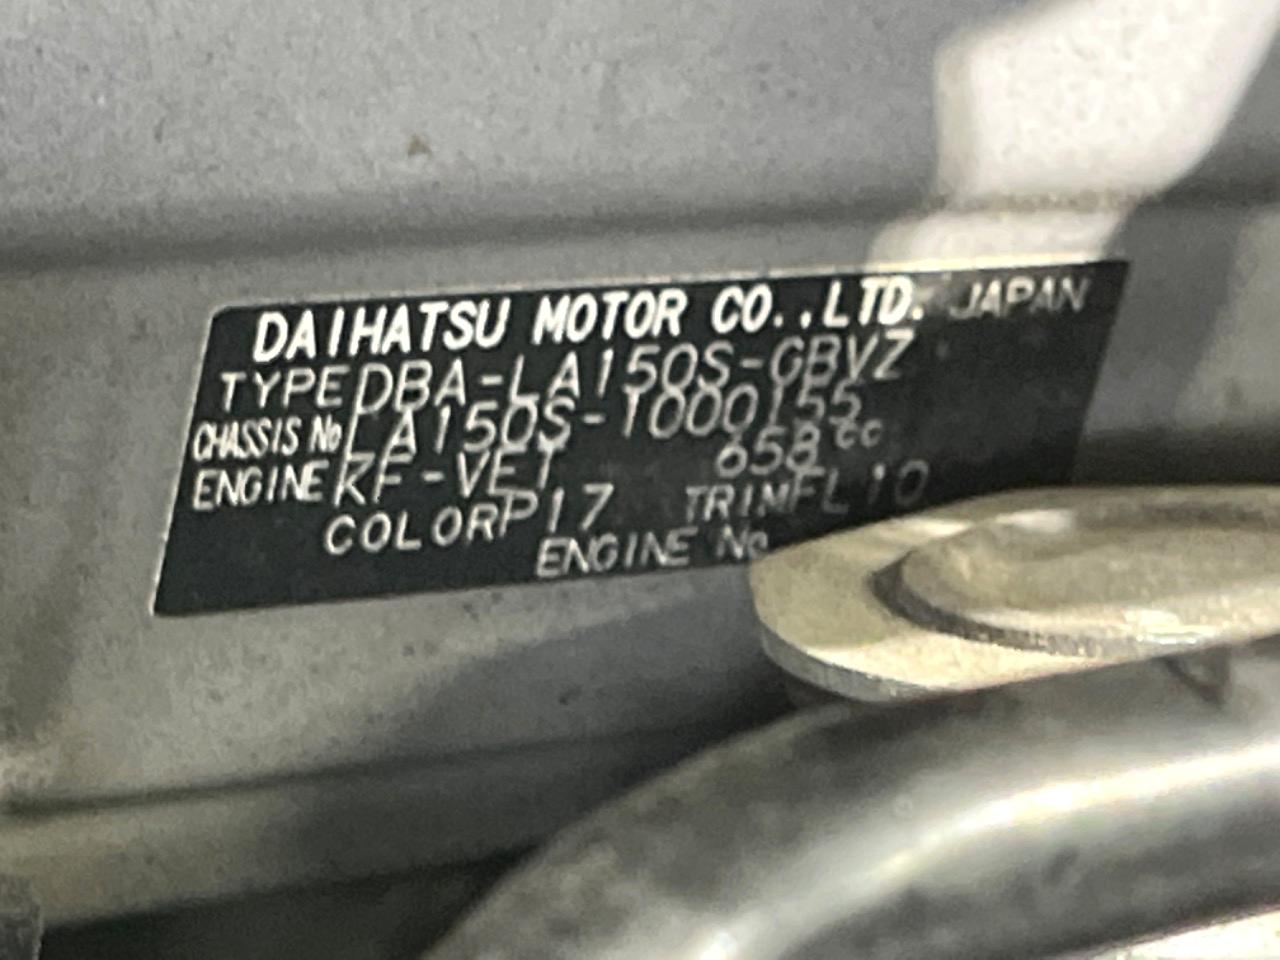 DAIHATSU MOTOR CO.,LTD. JAPAN
TYPE DBA-LA150S-GBVZ
CHASSIS No LA150S-1000155
ENGINE KF-VET 658 cc
COLOR P17 TRIM FL10
ENGINE No